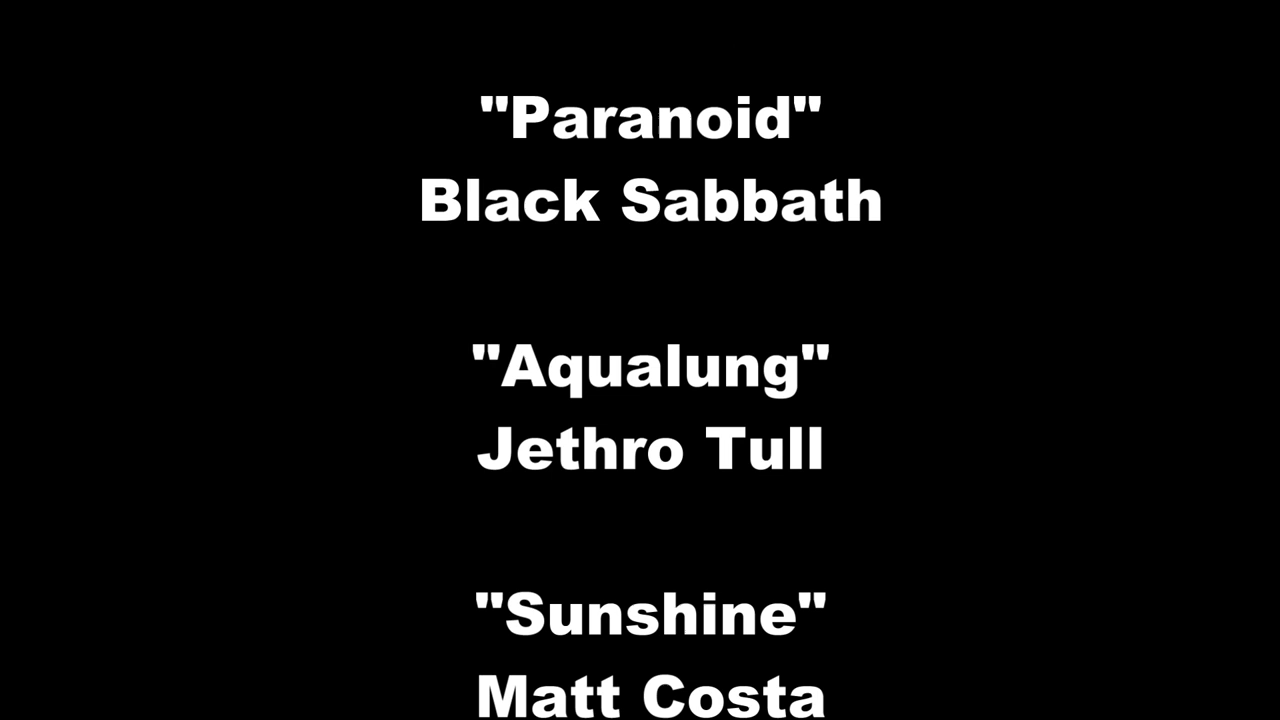 "Paranoid"
Black Sabbath
"Aqualung"
Jethro Tull
"Sunshine"
Matt Costa